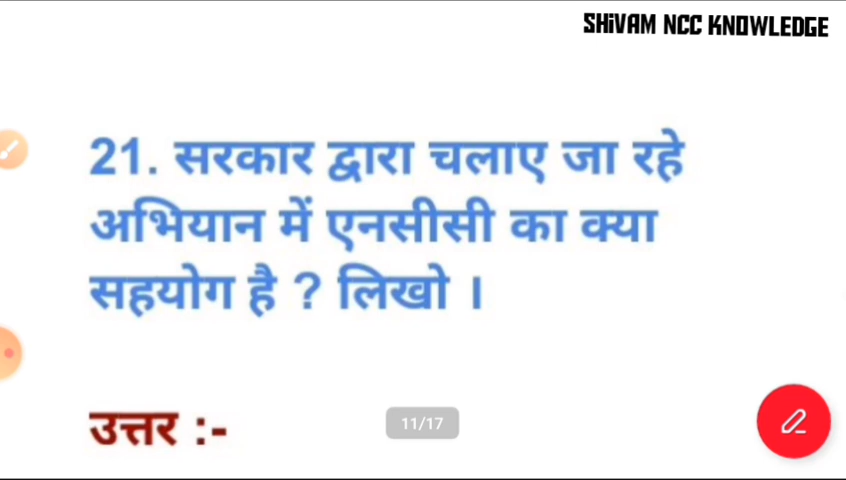 SHiVAM NCC KNOWLEDGE
21. सरकार द्वारा चलाए जा रहे
अभियान में एनसीसी का क्या
सहयोग है ? लिखो ।
उत्तर :-
11/17